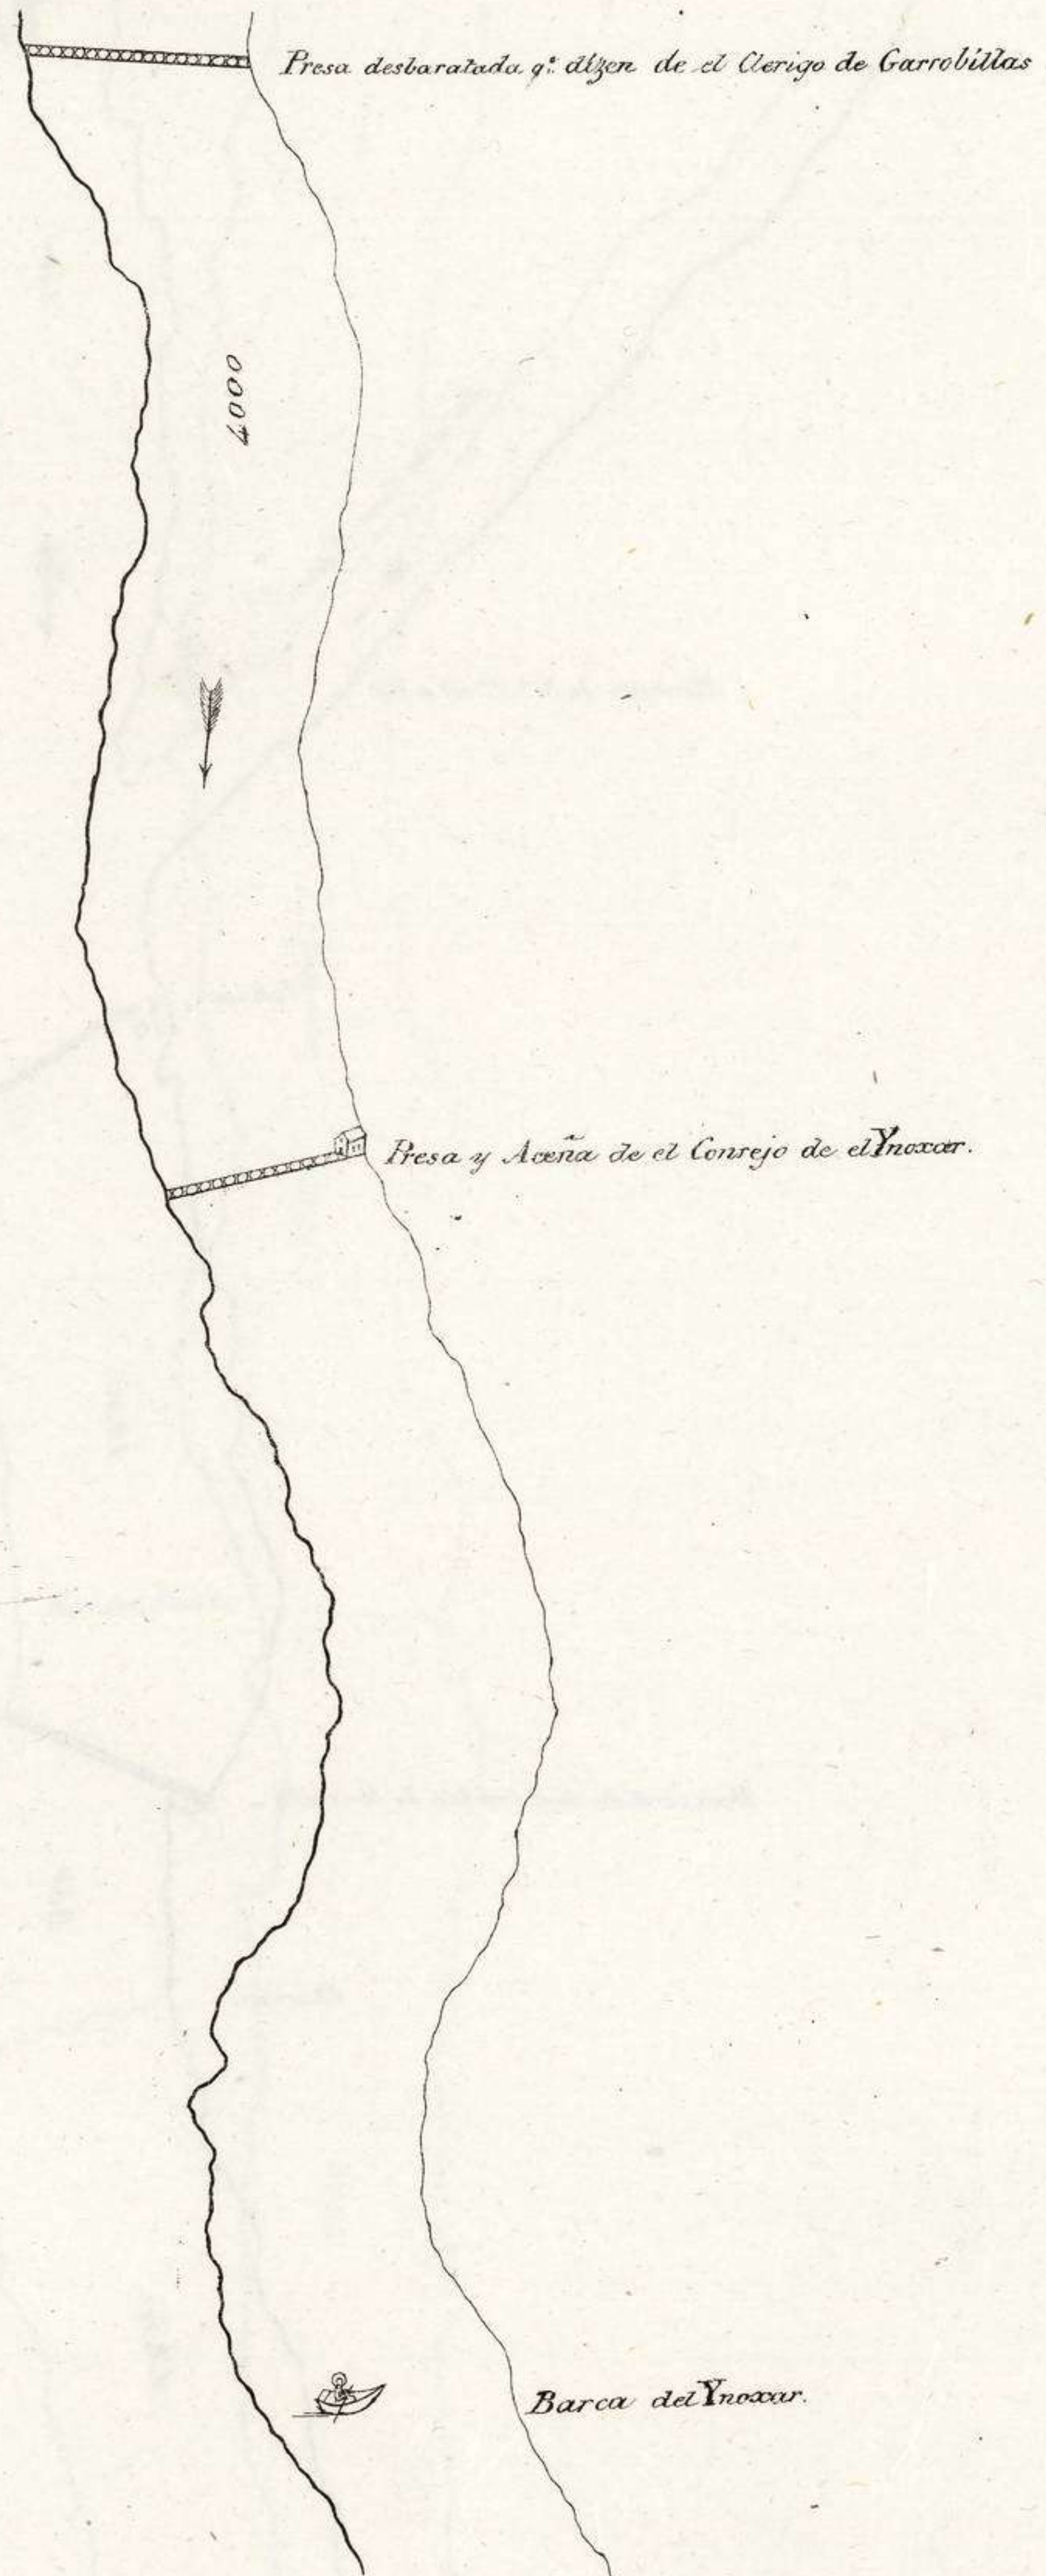 Presa desbaratada q.ᵉ dizen de el Clerigo de Garrobillas
4000
Presa y Aceña de el Consejo de el Ynoxar.
Barca del Ynoxar.